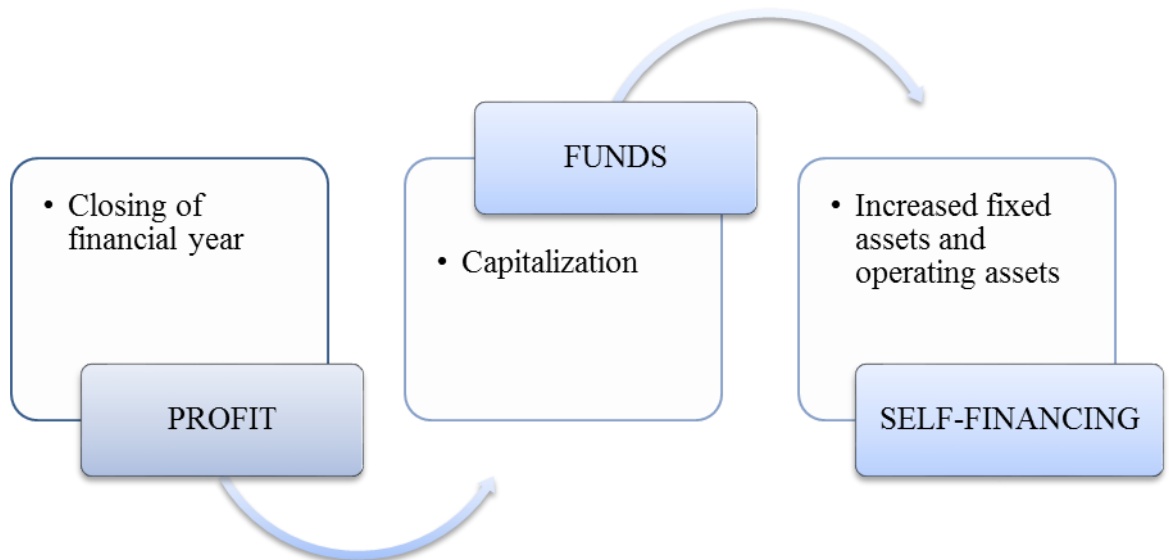 • Closing of
financial year
PROFIT
FUNDS
• Capitalization
• Increased fixed
assets and
operating assets
SELF-FINANCING